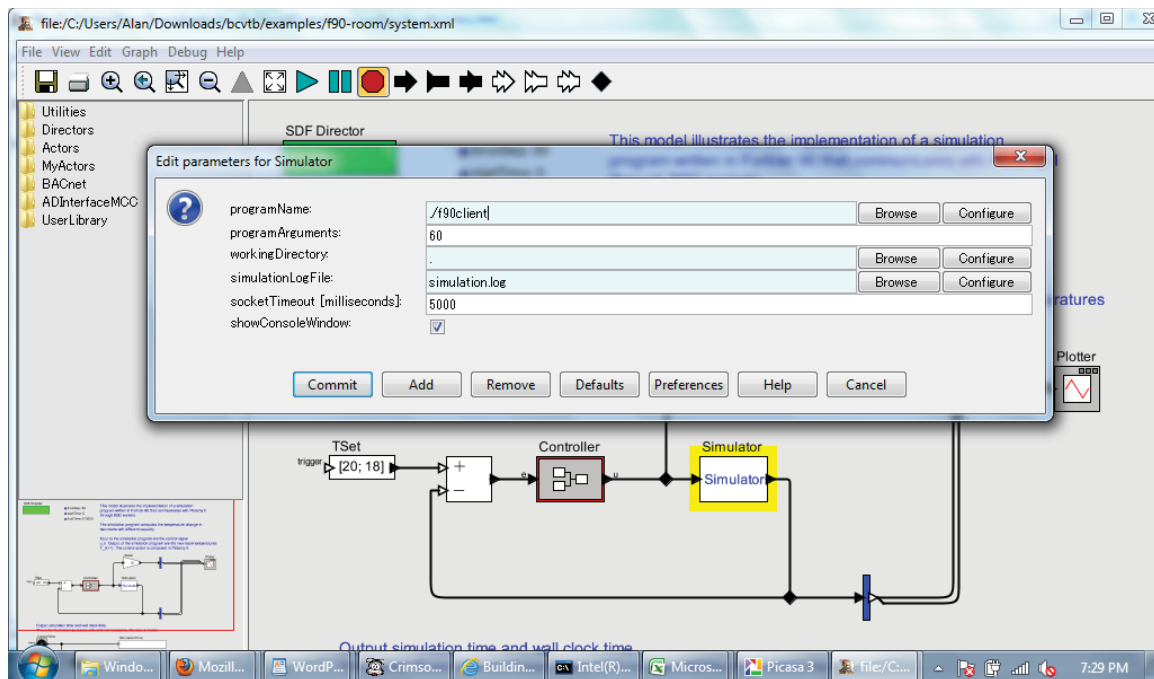 file:/C:/Users/Alan/Downloads/bcvtb/examples/f90-room/system.xml
File View Edit Graph Debug Help
Utilities
Directors
Actors
MyActors
BACnet
ADInterfaceMCC
UserLibrary
SDF Director
This model illustrates the implementation of a simulation
Edit parameters for Simulator
programName: ./f90client Browse Configure
programArguments: 60
workingDirectory: . Browse Configure
simulationLogFile: simulation.log Browse Configure
socketTimeout [milliseconds]: 5000
showConsoleWindow:
Commit Add Remove Defaults Preferences Help Cancel
ratures
Plotter
TSet
trigger [20; 18]
+
−
e
Controller
u
Simulator
Simulator
Output simulation time and wall clock time
Windo... Mozill... WordP... Crimso... Buildin... Intel(R)... Micros... Picasa 3 file:/C:... 7:29 PM